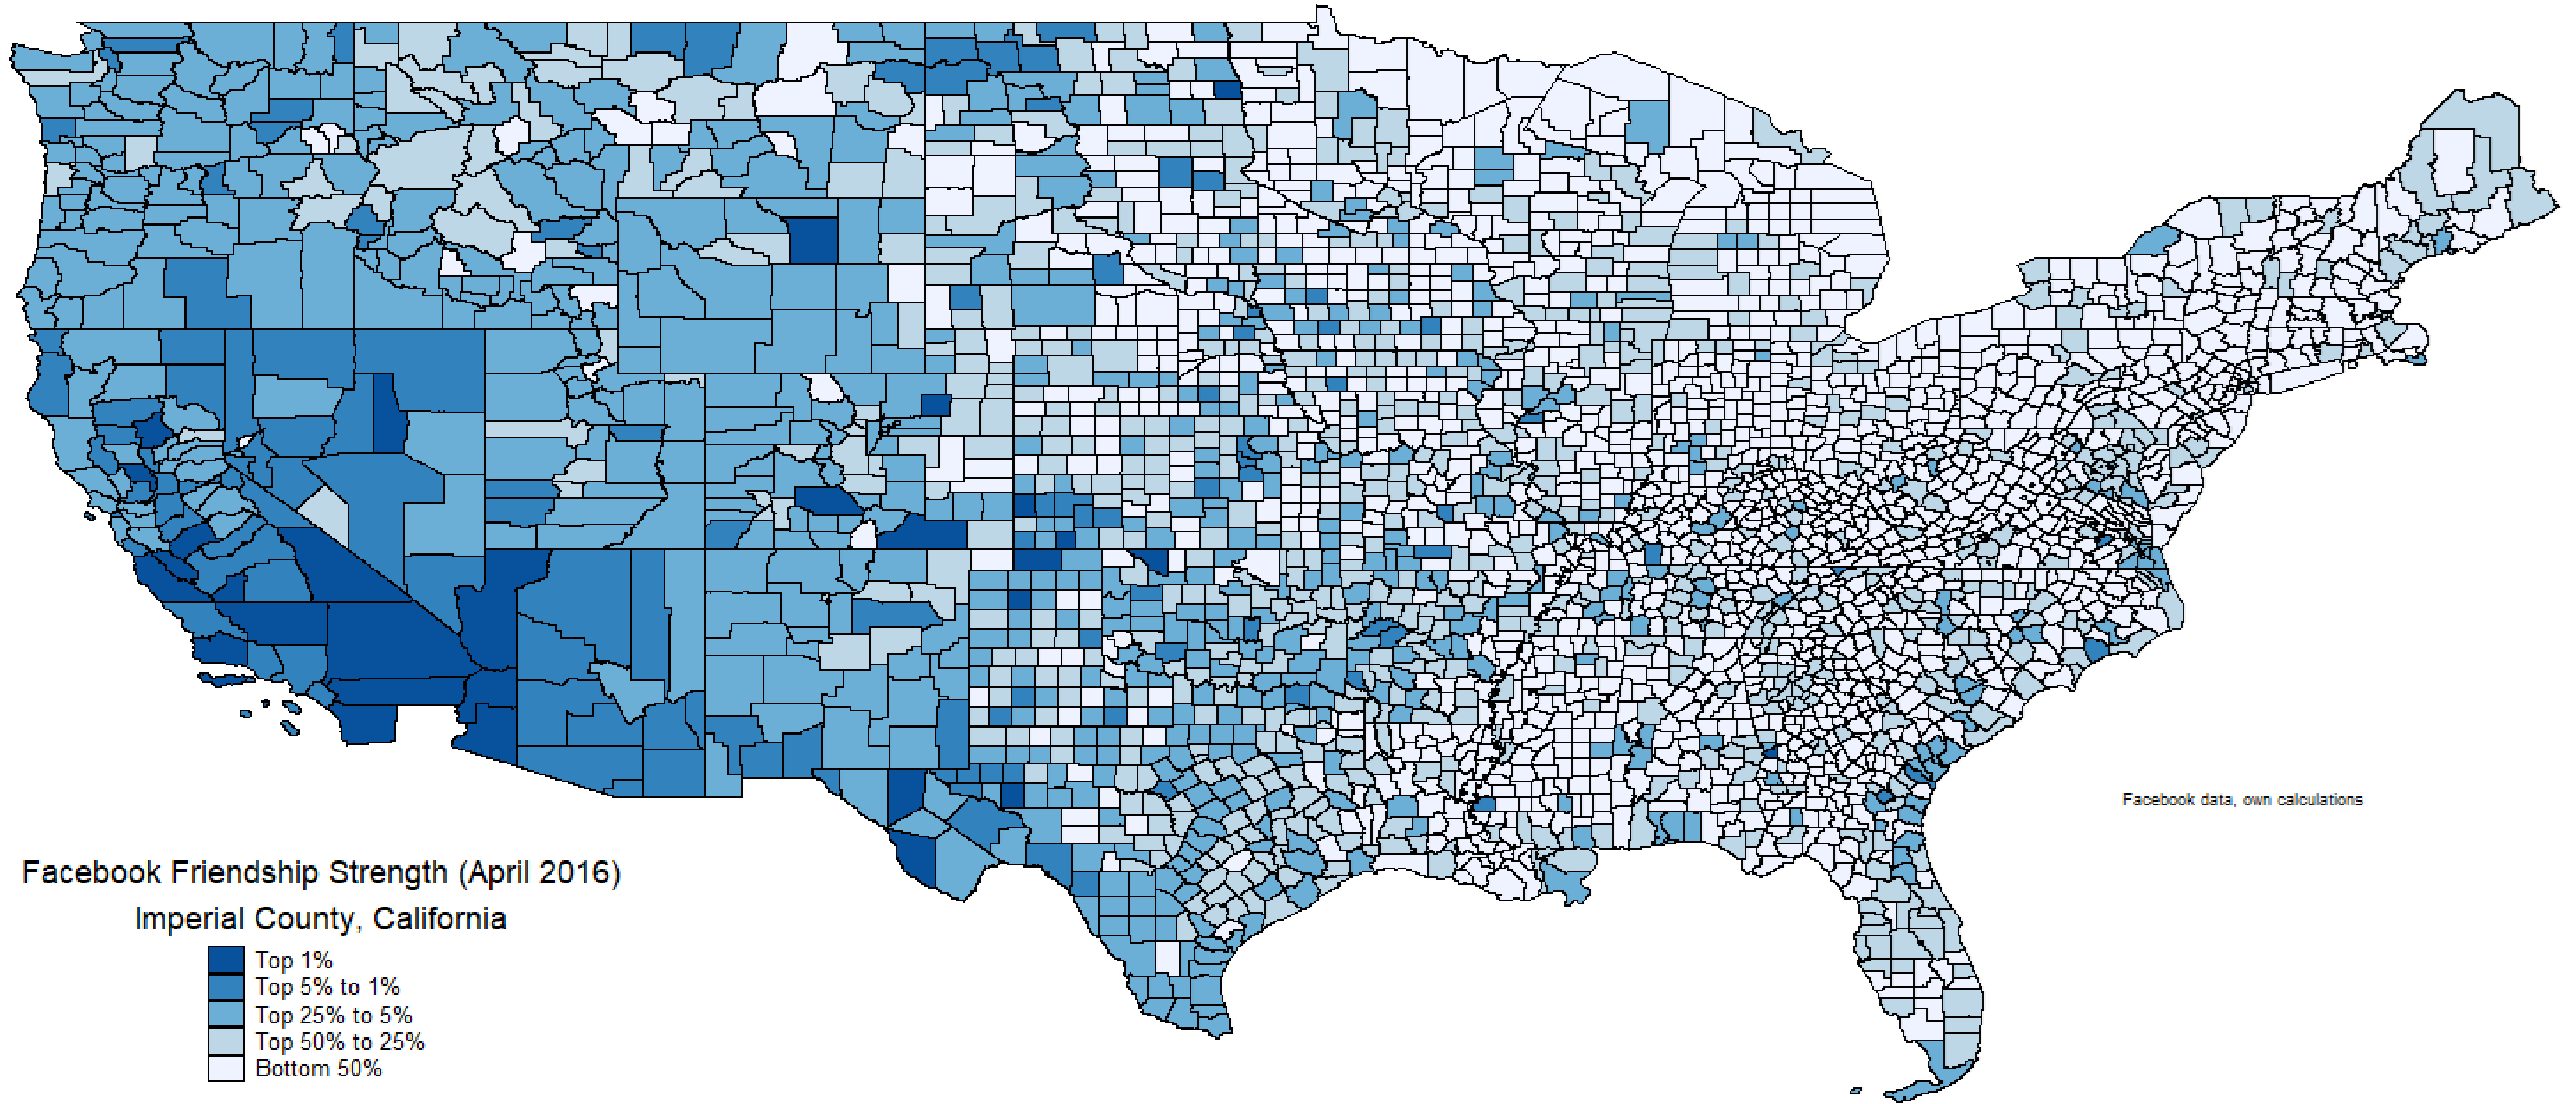 Facebook data, own calculations
Facebook Friendship Strength (April 2016)
Imperial County, California
Top 1%
Top 5% to 1%
Top 25% to 5%
Top 50% to 25%
Bottom 50%